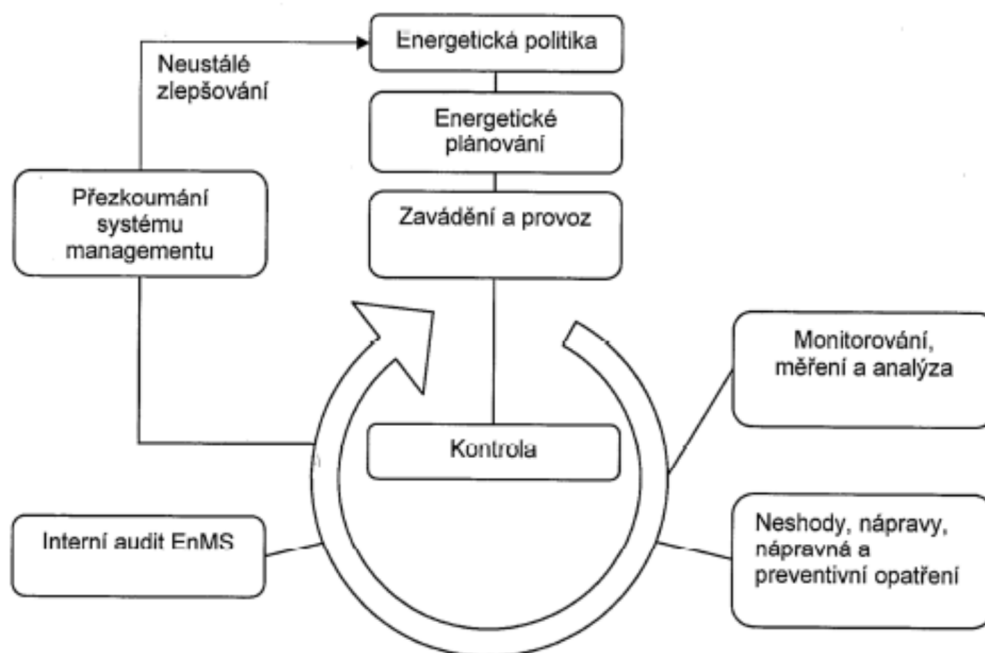 Energetická politika
Neustálé
zlepšování
Energetické
plánování
Přezkoumání
systému
managementu
Zavádění a provoz
Monitorování,
měření a analýza
Kontrola
Interní audit EnMS
Neshody, nápravy,
nápravná a
preventivní opatření